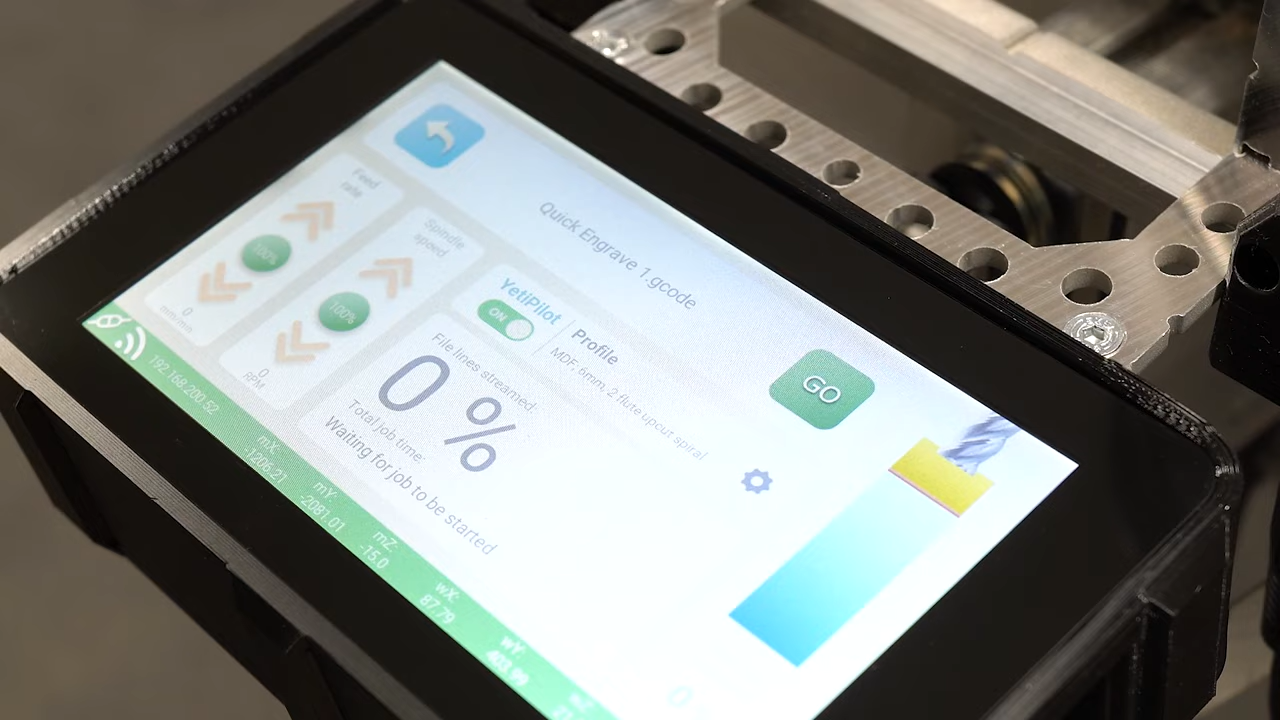 Quick Engrave 1.gcode
Feed
rate
100%
0
mm/min
Spindle
speed
100%
0
RPM
YetiPilot
ON
Profile
MDF, 6mm, 2 flute upcut spiral
GO
File lines streamed:
0 %
Total job time:
Waiting for job to be started
192.168.200.52
mX:
mY:
-2081.01
mZ:
-15.0
wX:
87.79
wY: